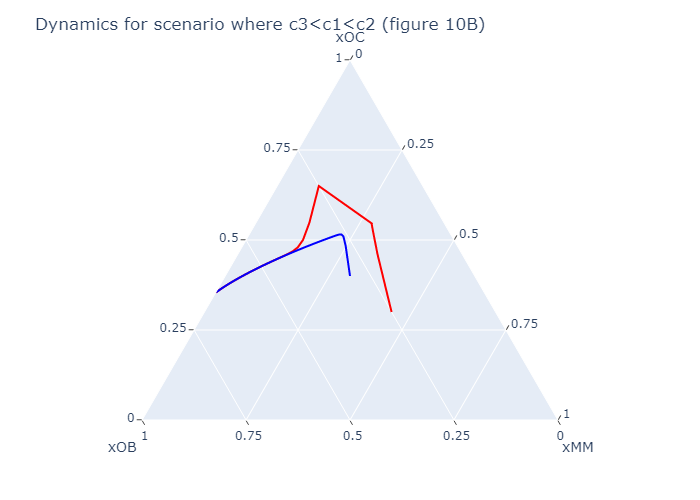 Dynamics for scenario where c3<c1<c2 (figure 10B)
xOC
1 0
0.75 0.25
0.5 0.5
0.25 0.75
0 1
1 0.75 0.5 0.25 0
xOB xMM